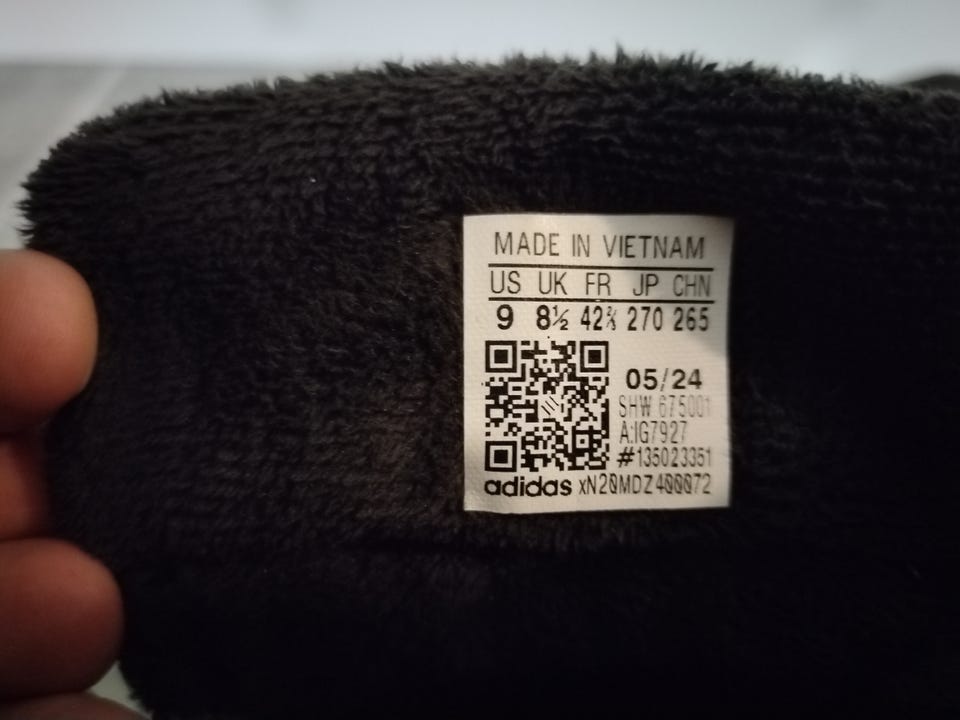 MADE IN VIETNAM
US UK FR JP CHN
9 8½ 42⅔ 270 265
05/24
SHW 675001
A:IG7927
#135023351
adidas xN20MDZ400072